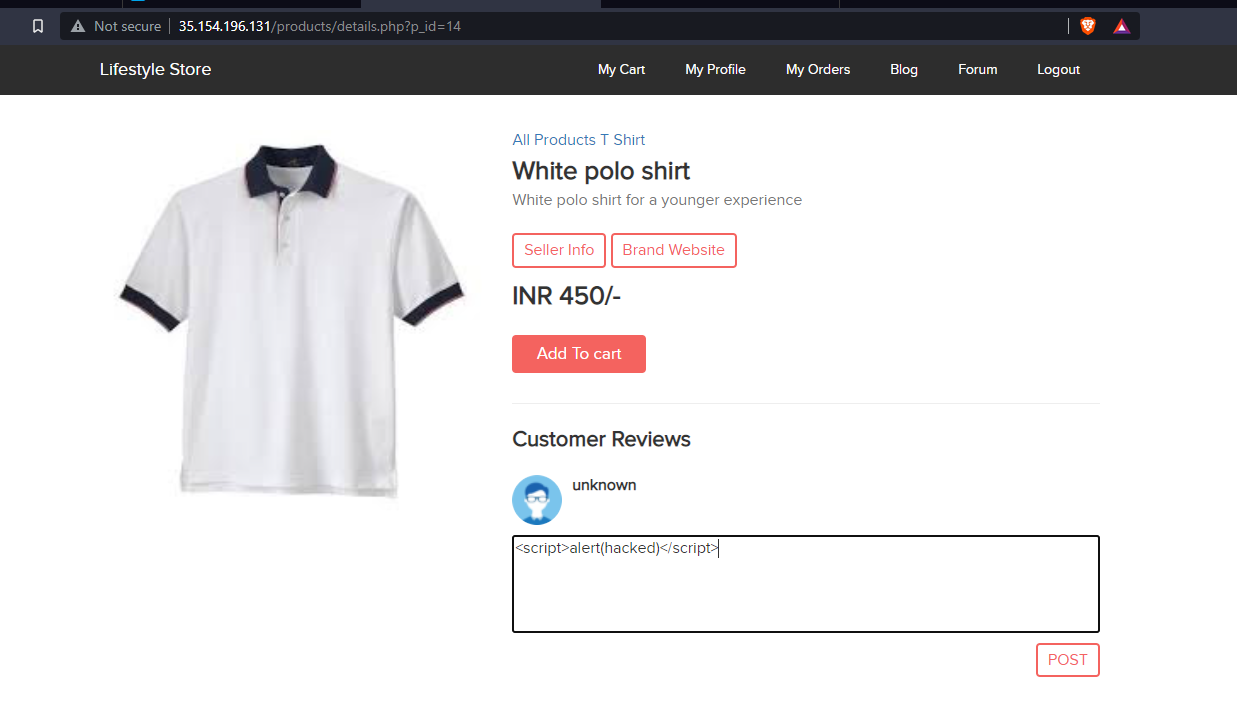 Not secure 35.154.196.131/products/details.php?p_id=14
Lifestyle Store My Cart My Profile My Orders Blog Forum Logout
All Products T Shirt
White polo shirt
White polo shirt for a younger experience
Seller Info Brand Website
INR 450/-
Add To cart
Customer Reviews
unknown
<script>alert(hacked)</script>
POST